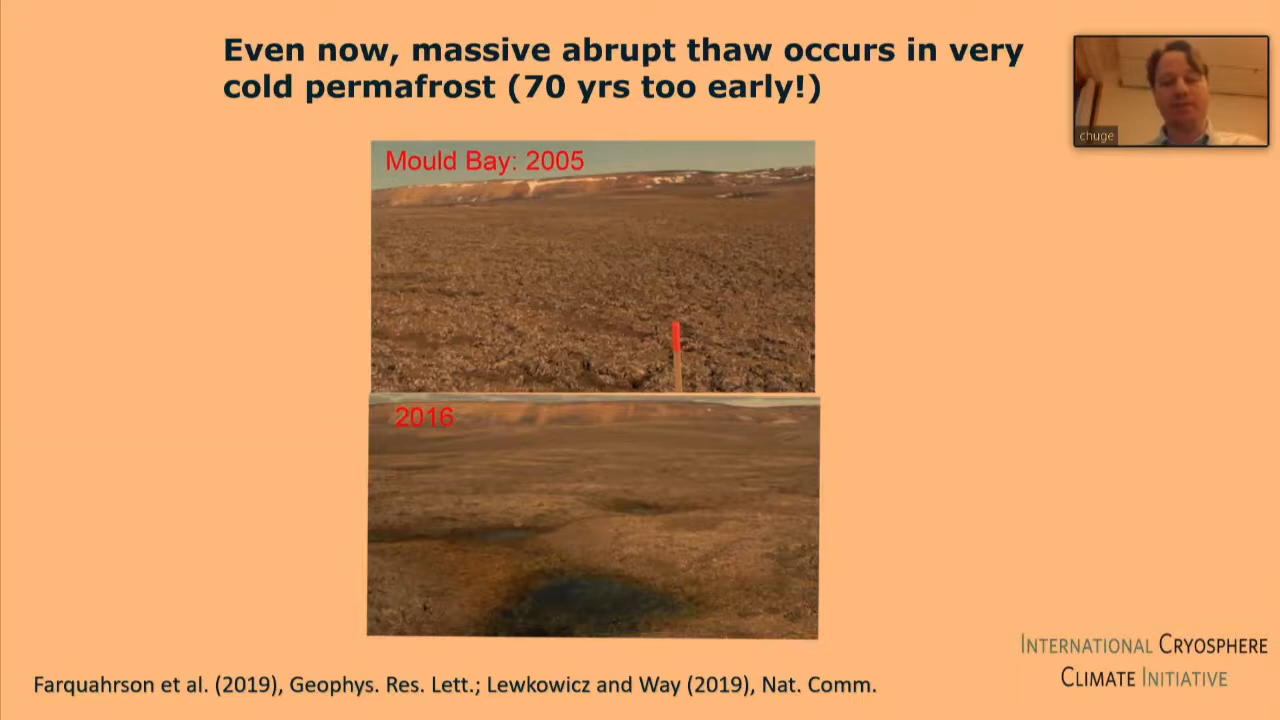 Even now, massive abrupt thaw occurs in very
cold permafrost (70 yrs too early!)
chuge
Mould Bay: 2005
2016
INTERNATIONAL CRYOSPHERE
CLIMATE INITIATIVE
Farquahrson et al. (2019), Geophys. Res. Lett.; Lewkowicz and Way (2019), Nat. Comm.